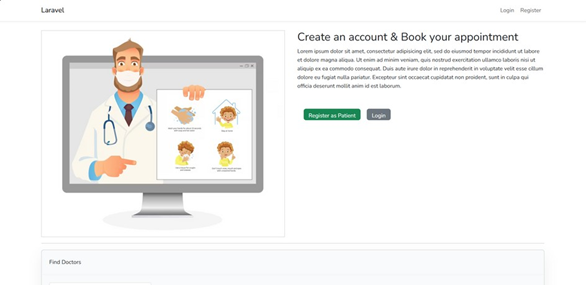 Laravel
Login Register
Create an account & Book your appointment
Lorem ipsum dolor sit amet, consectetur adipisicing elit, sed do eiusmod tempor incididunt ut labore
et dolore magna aliqua. Ut enim ad minim veniam, quis nostrud exercitation ullamco laboris nisi ut
aliquip ex ea commodo consequat. Duis aute irure dolor in reprehenderit in voluptate velit esse cillum
dolore eu fugiat nulla pariatur. Excepteur sint occaecat cupidatat non proident, sunt in culpa qui
officia deserunt mollit anim id est laborum.
Register as Patient Login
Find Doctors